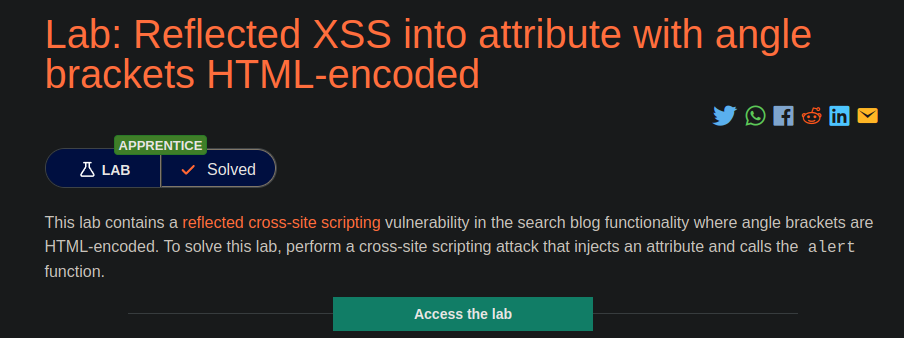 Lab: Reflected XSS into attribute with angle
brackets HTML-encoded
APPRENTICE
LAB
Solved
This lab contains a reflected cross-site scripting vulnerability in the search blog functionality where angle brackets are
HTML-encoded. To solve this lab, perform a cross-site scripting attack that injects an attribute and calls the alert
function.
Access the lab